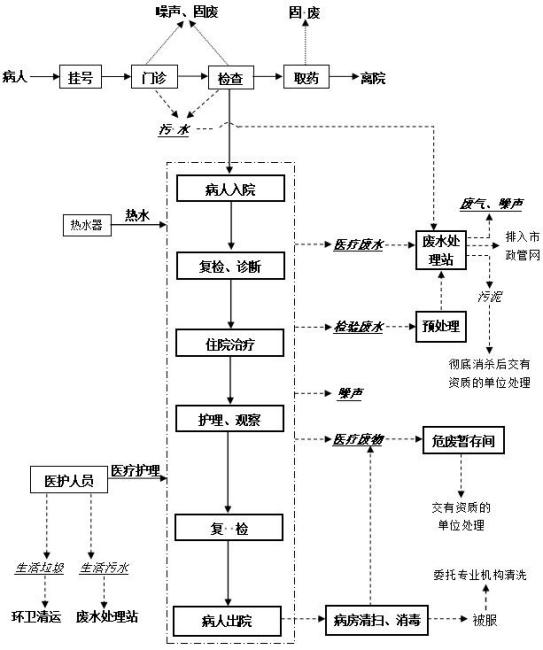 噪声、固废
固·废
病人
挂号
门诊
检查
取药
离院
污·水
病人入院
废气、噪声
热水器
热水
医疗废水
废水处
理站
排入市
政管网
复检、诊断
污泥
检验废水
预处理
住院治疗
彻底消杀后交有
资质的单位处理
噪声
护理、观察
医疗废物
危废暂存间
医护人员
医疗护理
交有资质的
单位处理
复··检
生活垃圾
生活污水
委托专业机构清洗
环卫清运
废水处理站
病人出院
病房清扫、消毒
被服